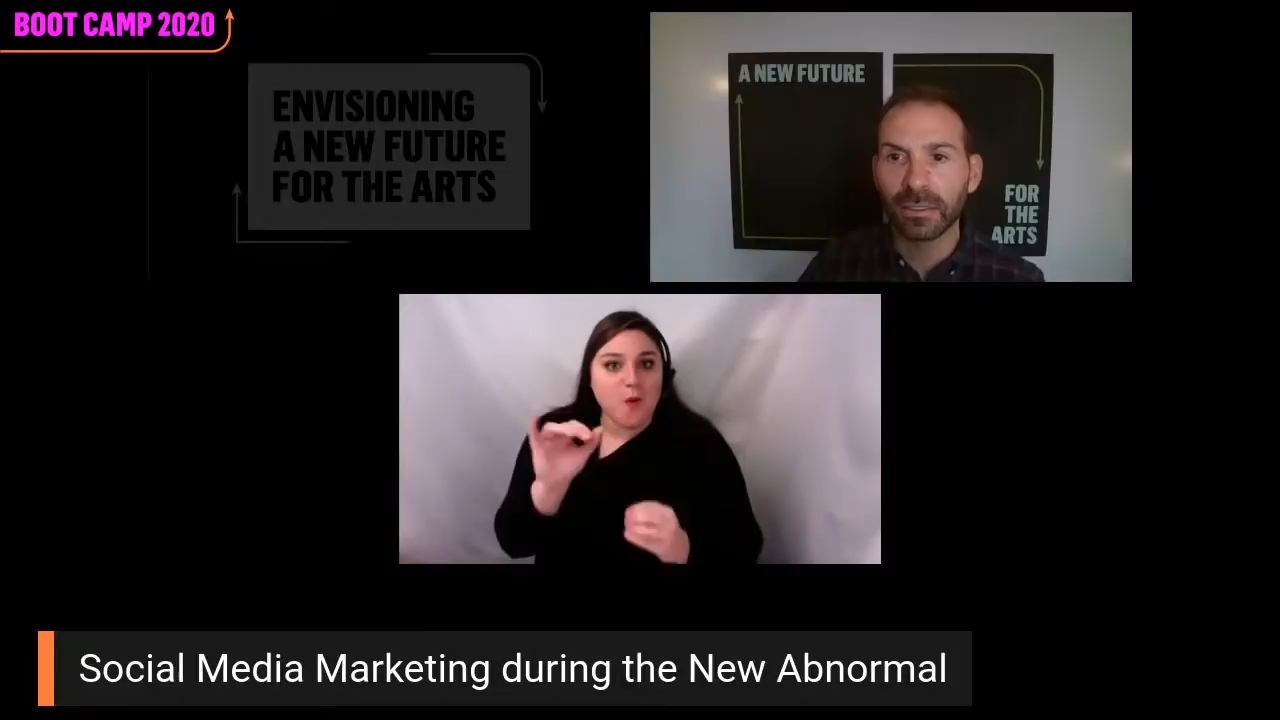 BOOT CAMP 2020
ENVISIONING
A NEW FUTURE
FOR THE ARTS
A NEW FUTURE
FOR
THE
ARTS
Social Media Marketing during the New Abnormal